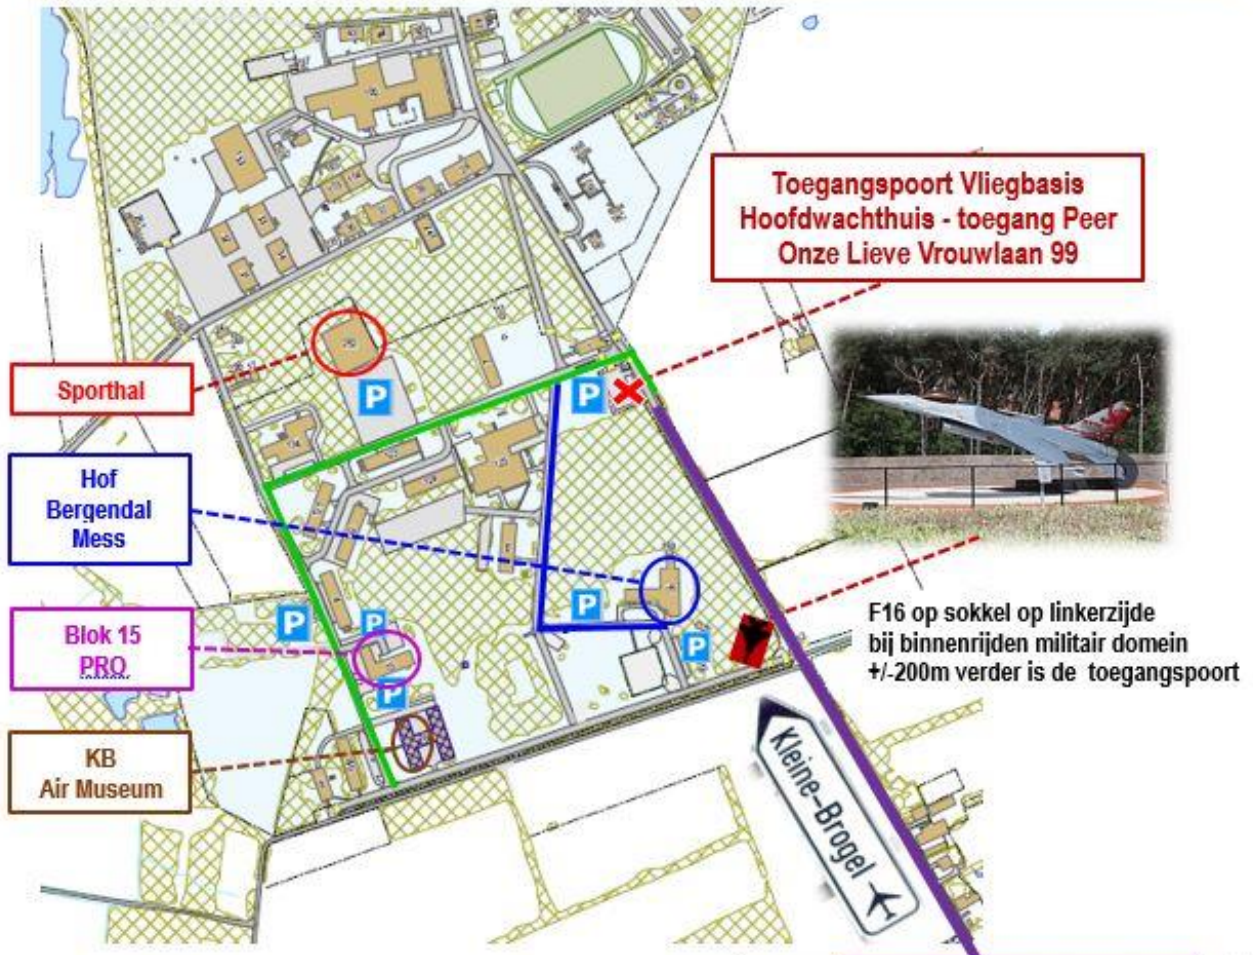 Toegangspoort Vliegbasis
Hoofdwachthuis - toegang Peer
Onze Lieve Vrouwlaan 99
Sporthal
P
P
Hof
Bergendal
Mess
P
F16 op sokkel op linkerzijde
bij binnenrijden militair domein
+/-200m verder is de toegangspoort
Blok 15
PRO
P
P
P
P
KB
Air Museum
Kleine-Brogel